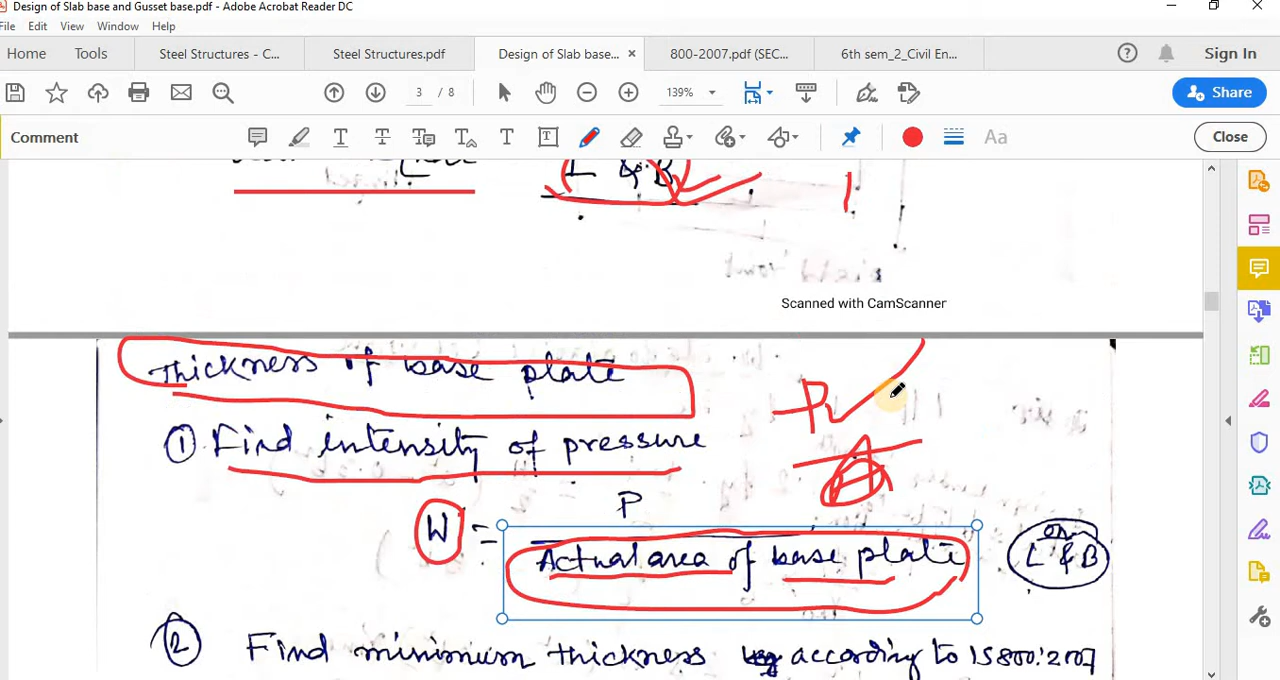 Design of Slab base and Gusset base.pdf - Adobe Acrobat Reader DC
File Edit View Window Help
Home Tools Steel Structures - C... Steel Structures.pdf Design of Slab base... × 800-2007.pdf (SEC... 6th sem_2_Civil En... Sign In
3 / 8 139% Share
Comment Close
L & B
Scanned with CamScanner
Thickness of base plate
① Find intensity of pressure
P
A
P
W =
Actual area of base plate
on
L & B
② Find minimum thickness according to IS800:2007